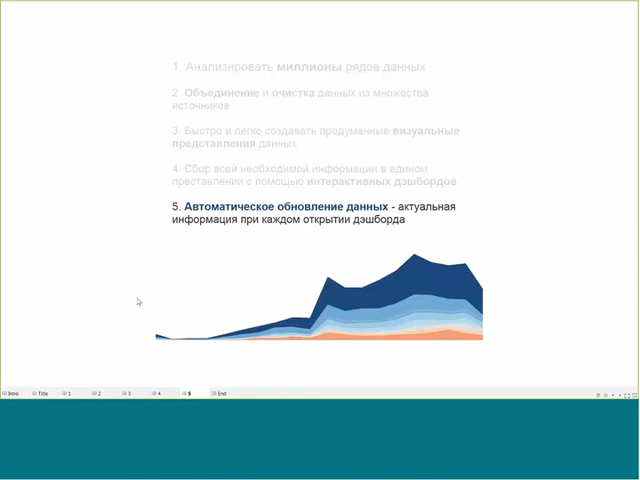 1. Анализировать миллионы рядов данных
2. Объединение и очистка данных из множества
источников
3. Быстро и легко создавать продуманные визуальные
представления данных
4. Сбор всей необходимой информации в едином
преставлении с помощью интерактивных дэшбордов
5. Автоматическое обновление данных - актуальная
информация при каждом открытии дэшборда
Intro Title 1 2 3 4 5 End